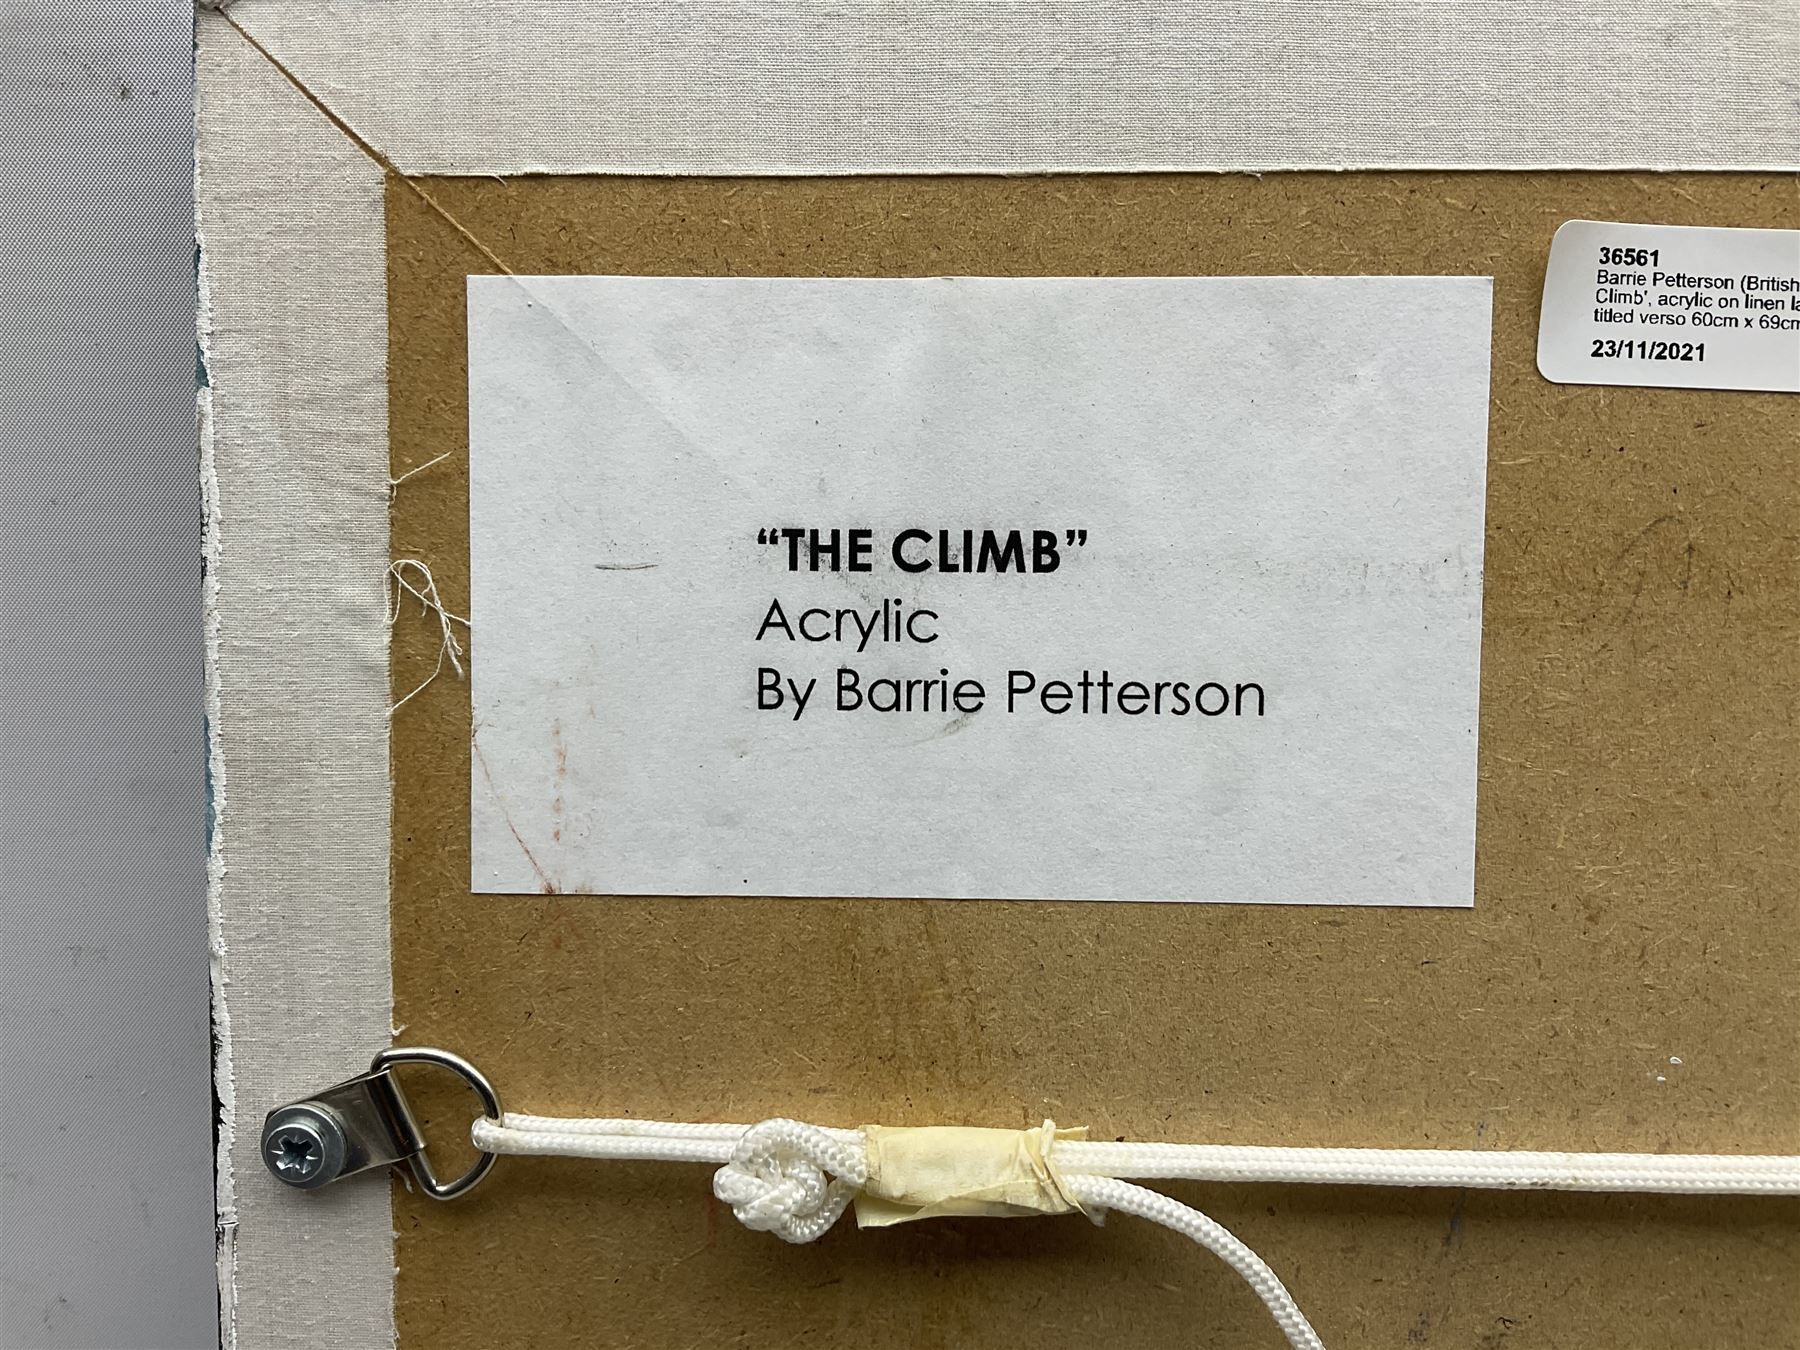 36561
Barrie Petterson (British
Climb', acrylic on linen
titled verso 60cm x 69cm
23/11/2021
“THE CLIMB”
Acrylic
By Barrie Petterson